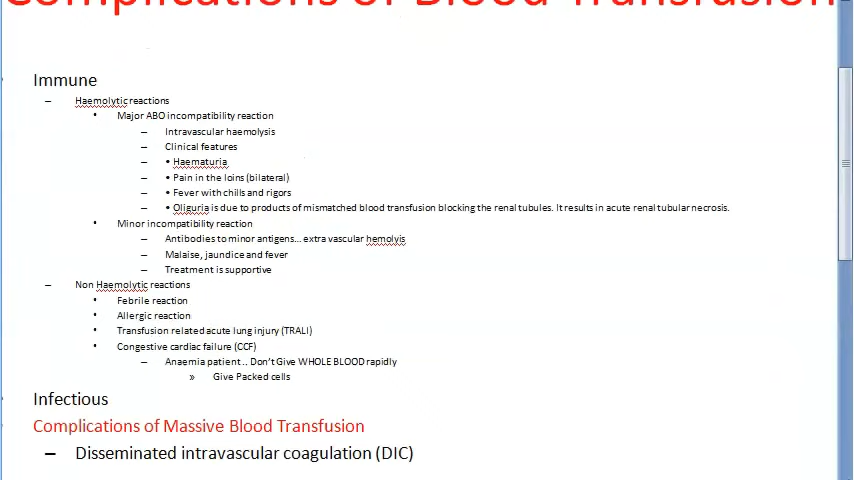 Complications of Blood Transfusion
Immune
– Haemolytic reactions
• Major ABO incompatibility reaction
– Intravascular haemolysis
– Clinical features
– • Haematuria
– • Pain in the loins (bilateral)
– • Fever with chills and rigors
– • Oliguria is due to products of mismatched blood transfusion blocking the renal tubules. It results in acute renal tubular necrosis.
• Minor incompatibility reaction
– Antibodies to minor antigens... extra vascular hemolyis
– Malaise, jaundice and fever
– Treatment is supportive
– Non Haemolytic reactions
• Febrile reaction
• Allergic reaction
• Transfusion related acute lung injury (TRALI)
• Congestive cardiac failure (CCF)
– Anaemia patient .. Don't Give WHOLE BLOOD rapidly
» Give Packed cells
Infectious
Complications of Massive Blood Transfusion
– Disseminated intravascular coagulation (DIC)